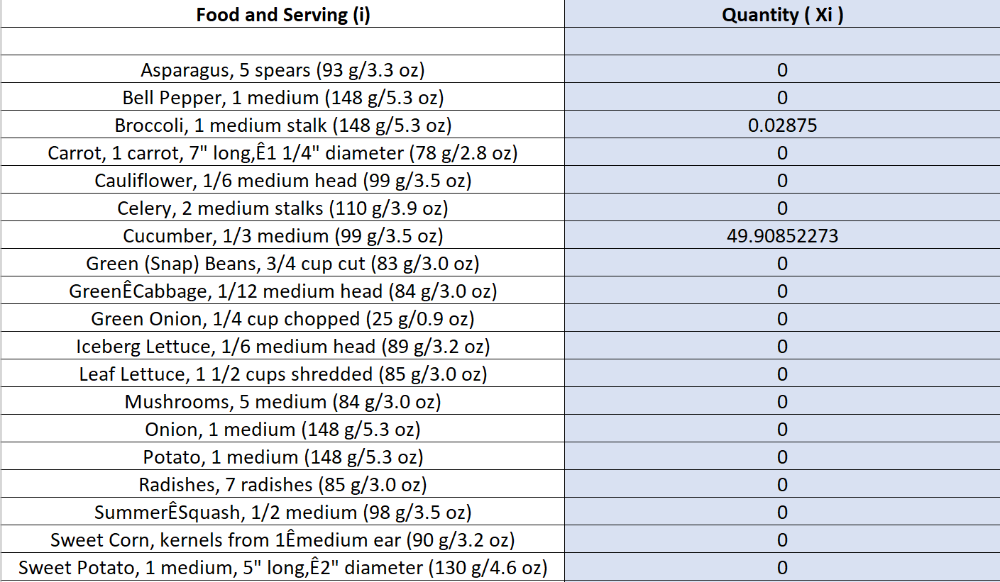 Food and Serving (i) Quantity ( Xi )
Asparagus, 5 spears (93 g/3.3 oz) 0
Bell Pepper, 1 medium (148 g/5.3 oz) 0
Broccoli, 1 medium stalk (148 g/5.3 oz) 0.02875
Carrot, 1 carrot, 7" long,Ê1 1/4" diameter (78 g/2.8 oz) 0
Cauliflower, 1/6 medium head (99 g/3.5 oz) 0
Celery, 2 medium stalks (110 g/3.9 oz) 0
Cucumber, 1/3 medium (99 g/3.5 oz) 49.90852273
Green (Snap) Beans, 3/4 cup cut (83 g/3.0 oz) 0
GreenÊCabbage, 1/12 medium head (84 g/3.0 oz) 0
Green Onion, 1/4 cup chopped (25 g/0.9 oz) 0
Iceberg Lettuce, 1/6 medium head (89 g/3.2 oz) 0
Leaf Lettuce, 1 1/2 cups shredded (85 g/3.0 oz) 0
Mushrooms, 5 medium (84 g/3.0 oz) 0
Onion, 1 medium (148 g/5.3 oz) 0
Potato, 1 medium (148 g/5.3 oz) 0
Radishes, 7 radishes (85 g/3.0 oz) 0
SummerÊSquash, 1/2 medium (98 g/3.5 oz) 0
Sweet Corn, kernels from 1Êmedium ear (90 g/3.2 oz) 0
Sweet Potato, 1 medium, 5" long,Ê2" diameter (130 g/4.6 oz) 0